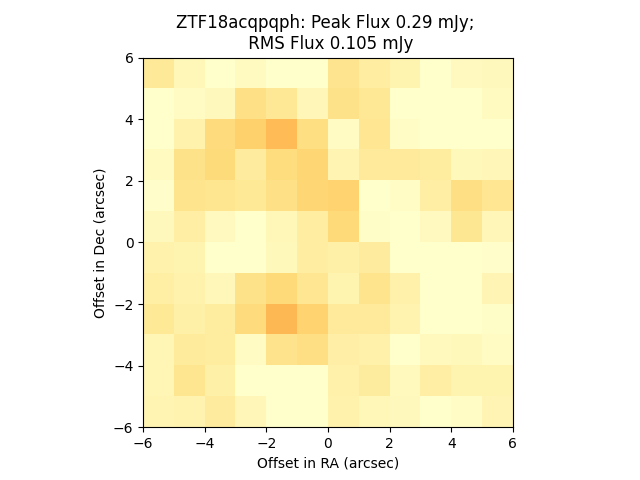 ZTF18acqpqph: Peak Flux 0.29 mJy;
RMS Flux 0.105 mJy
6
4
2
0
−2
−4
−6
Offset in Dec (arcsec)
−6 −4 −2 0 2 4 6
Offset in RA (arcsec)